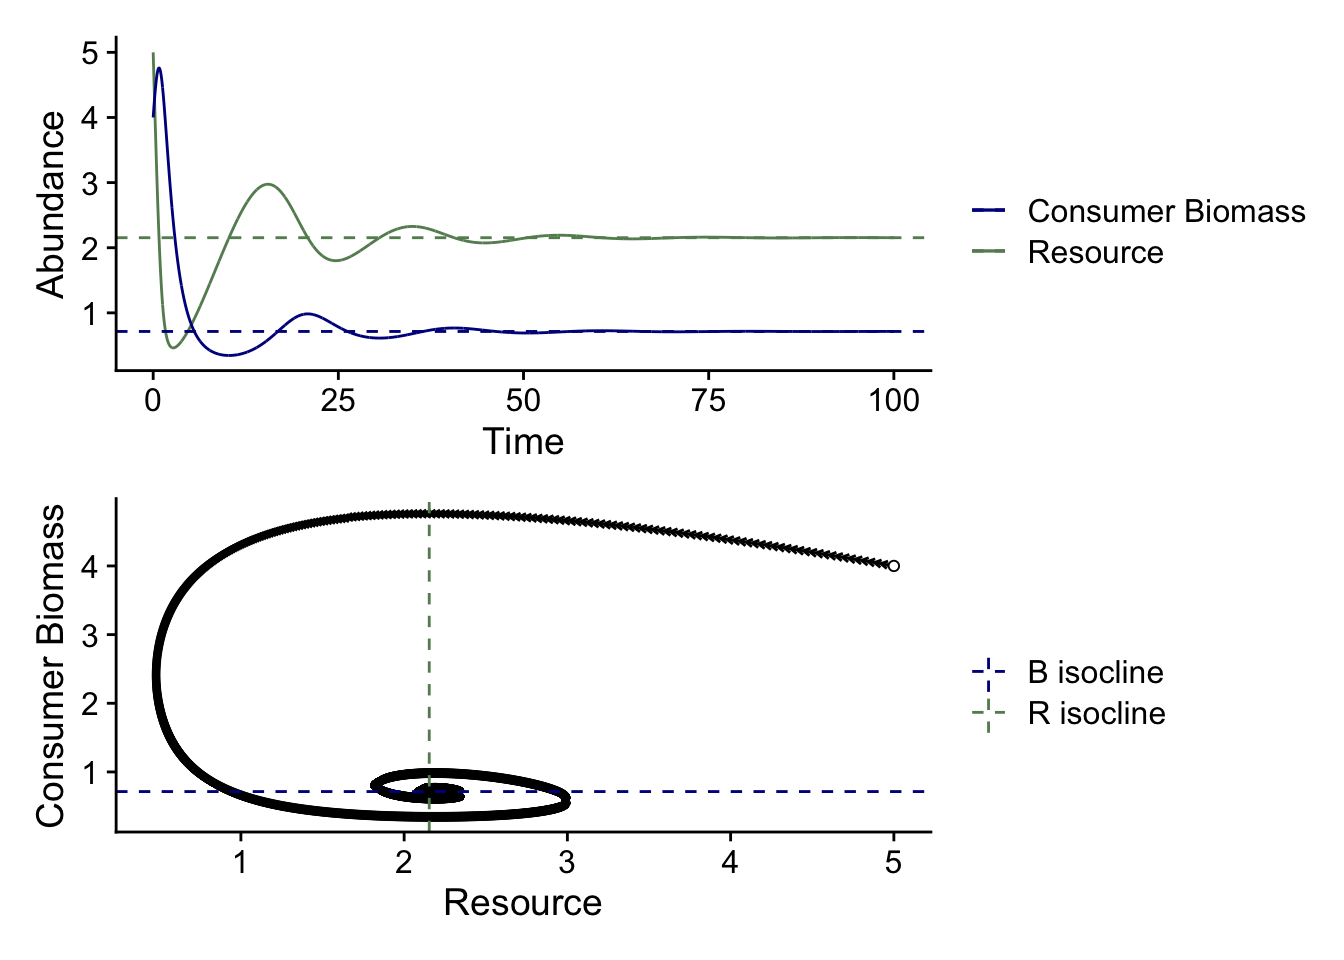 5
4
3
2
1
Abundance
0 25 50 75 100
Time
Consumer Biomass
Resource
4
3
2
1
Consumer Biomass
1 2 3 4 5
Resource
B isocline
R isocline